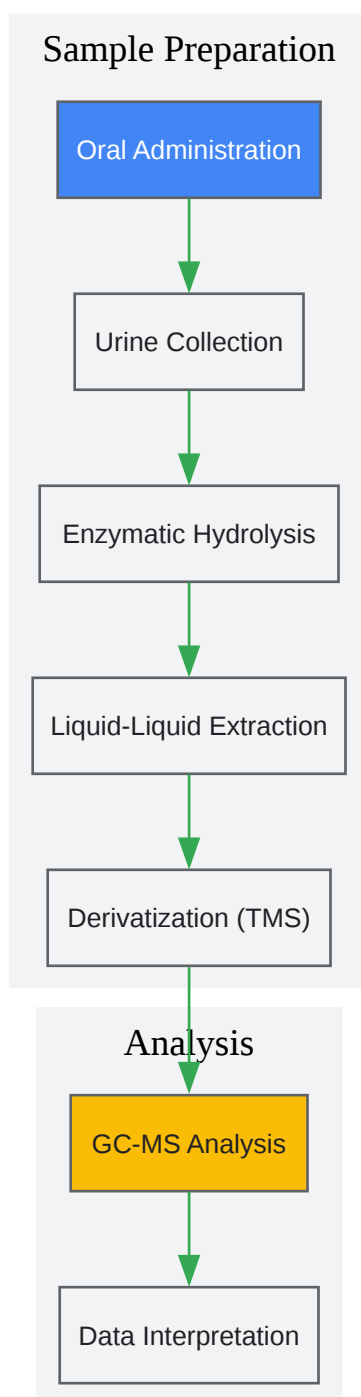 Sample Preparation
Oral Administration
Urine Collection
Enzymatic Hydrolysis
Liquid-Liquid Extraction
Derivatization (TMS)
Analysis
GC-MS Analysis
Data Interpretation